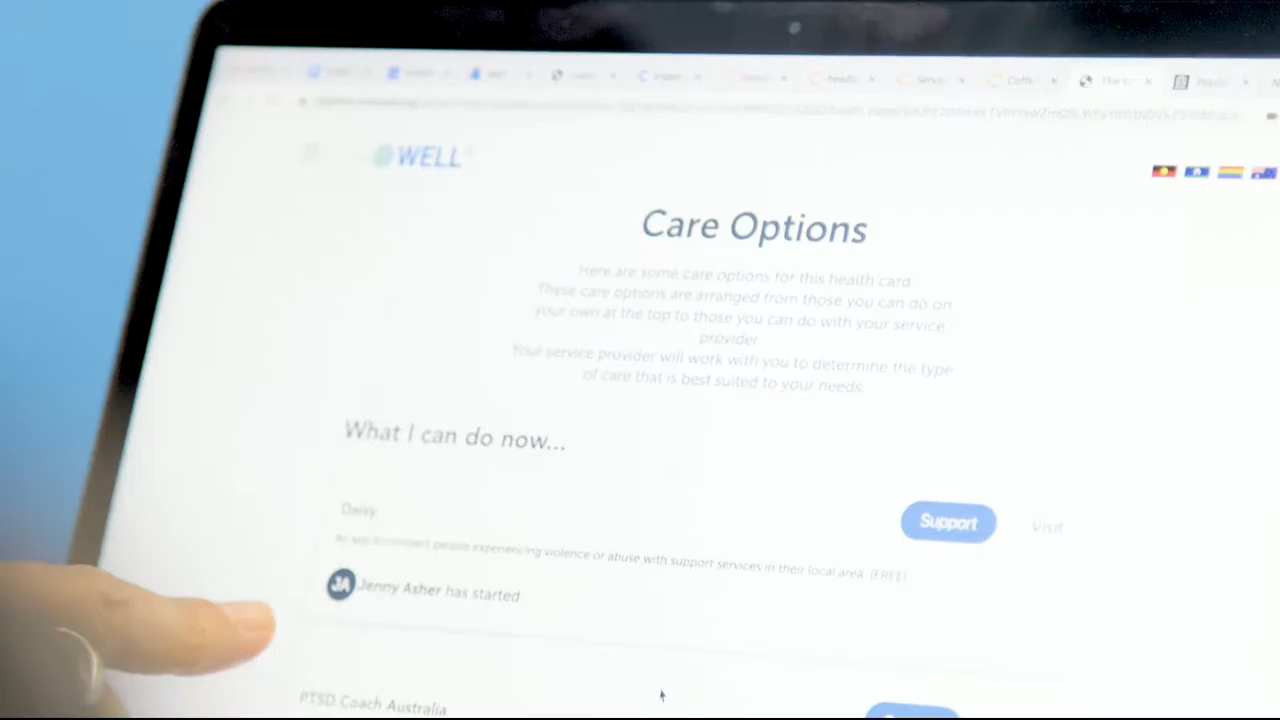 WELL
Care Options
Here are some care options for this health card
These care options are arranged from those you can do on
your own at the top to those you can do with your service
provider
Your service provider will work with you to determine the type
of care that is best suited to your needs.
What I can do now...
Daisy
Support
Visit
An app to connect people experiencing violence or abuse with support services in their local area. (FREE)
JA
Jenny Asher has started
PTSD Coach Australia